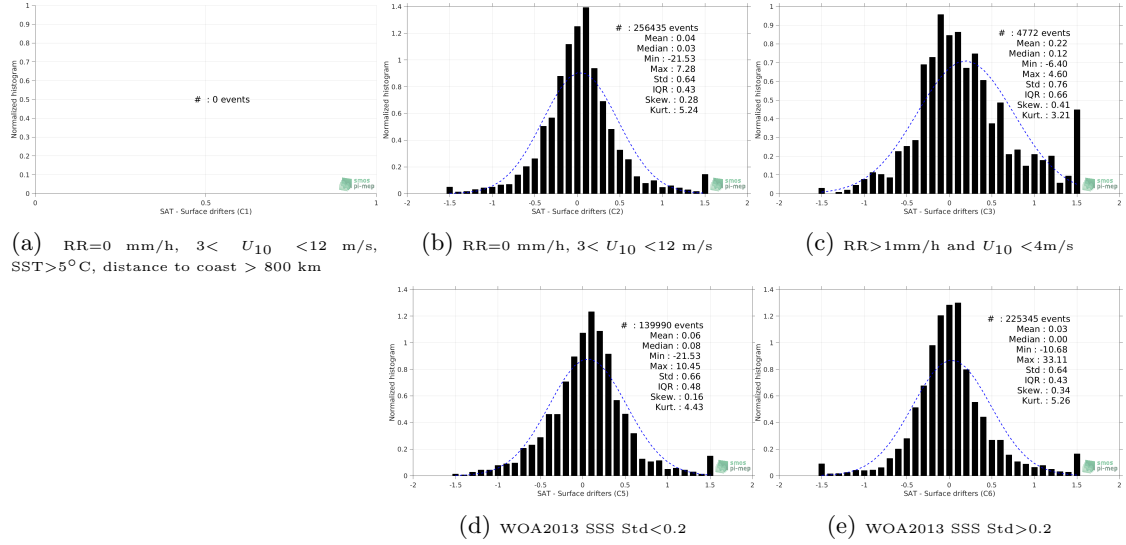 Normalized histogram
1
0.9
0.8
0.7
0.6
0.5
0.4
0.3
0.2
0.1
0
# : 0 events
smos
pi-mep
0 0.5 1
SAT - Surface drifters (C1)
(a) RR=0 mm/h, 3< U10 <12 m/s,
SST>5°C, distance to coast > 800 km
Normalized histogram
1.4
1.2
1
0.8
0.6
0.4
0.2
0
# : 256435 events
Mean : 0.04
Median : 0.03
Min : -21.53
Max : 7.28
Std : 0.64
IQR : 0.43
Skew. : 0.28
Kurt. : 5.24
smos
pi-mep
-2 -1.5 -1 -0.5 0 0.5 1 1.5 2
SAT - Surface drifters (C2)
(b) RR=0 mm/h, 3< U10 <12 m/s
Normalized histogram
1
0.9
0.8
0.7
0.6
0.5
0.4
0.3
0.2
0.1
0
# : 4772 events
Mean : 0.22
Median : 0.12
Min : -6.40
Max : 4.60
Std : 0.76
IQR : 0.66
Skew. : 0.41
Kurt. : 3.21
smos
pi-mep
-2 -1.5 -1 -0.5 0 0.5 1 1.5 2
SAT - Surface drifters (C3)
(c) RR>1mm/h and U10 <4m/s
Normalized histogram
1.4
1.2
1
0.8
0.6
0.4
0.2
0
# : 139990 events
Mean : 0.06
Median : 0.08
Min : -21.53
Max : 10.45
Std : 0.66
IQR : 0.48
Skew. : 0.16
Kurt. : 4.43
smos
pi-mep
-2 -1.5 -1 -0.5 0 0.5 1 1.5 2
SAT - Surface drifters (C5)
(d) WOA2013 SSS Std<0.2
Normalized histogram
1.4
1.2
1
0.8
0.6
0.4
0.2
0
# : 225345 events
Mean : 0.03
Median : 0.00
Min : -10.68
Max : 33.11
Std : 0.64
IQR : 0.43
Skew. : 0.34
Kurt. : 5.26
smos
pi-mep
-2 -1.5 -1 -0.5 0 0.5 1 1.5 2
SAT - Surface drifters (C6)
(e) WOA2013 SSS Std>0.2